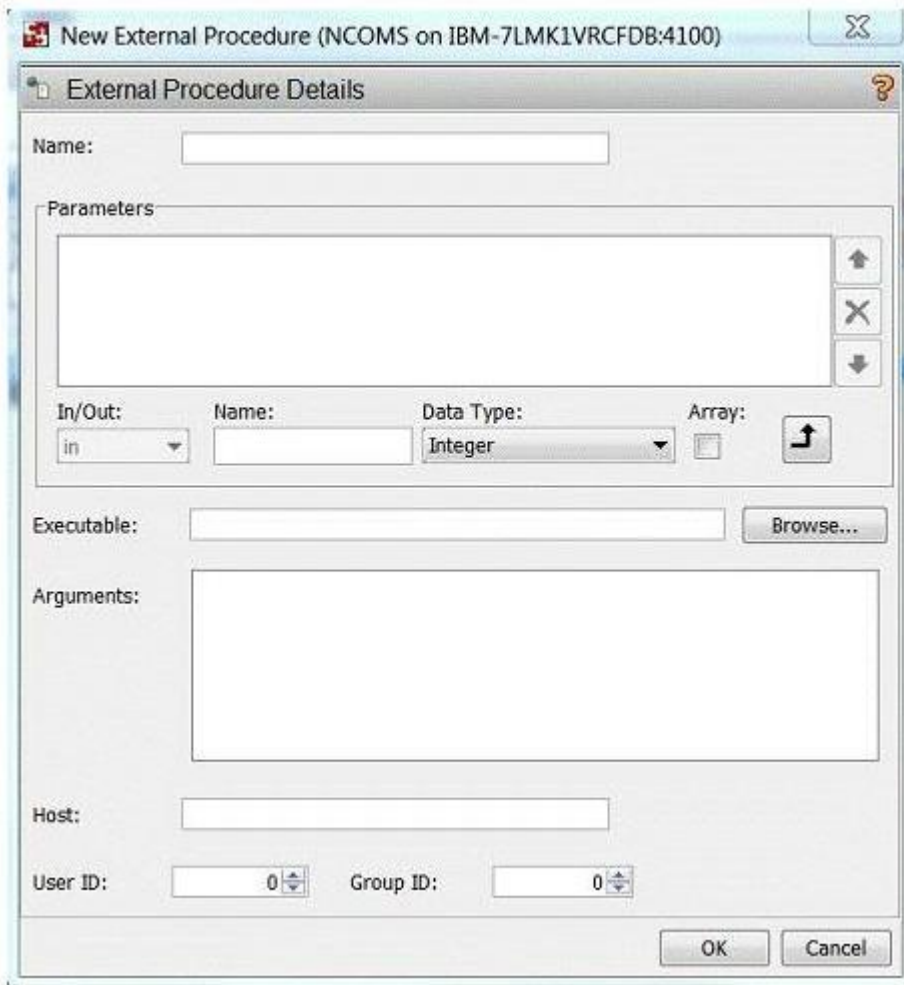 New External Procedure (NCOMS on IBM-7LMK1VRCFDB:4100)
External Procedure Details
Name:
Parameters
In/Out: Name: Data Type: Array:
in Integer
Executable: Browse...
Arguments:
Host:
User ID: 0 Group ID: 0
OK Cancel